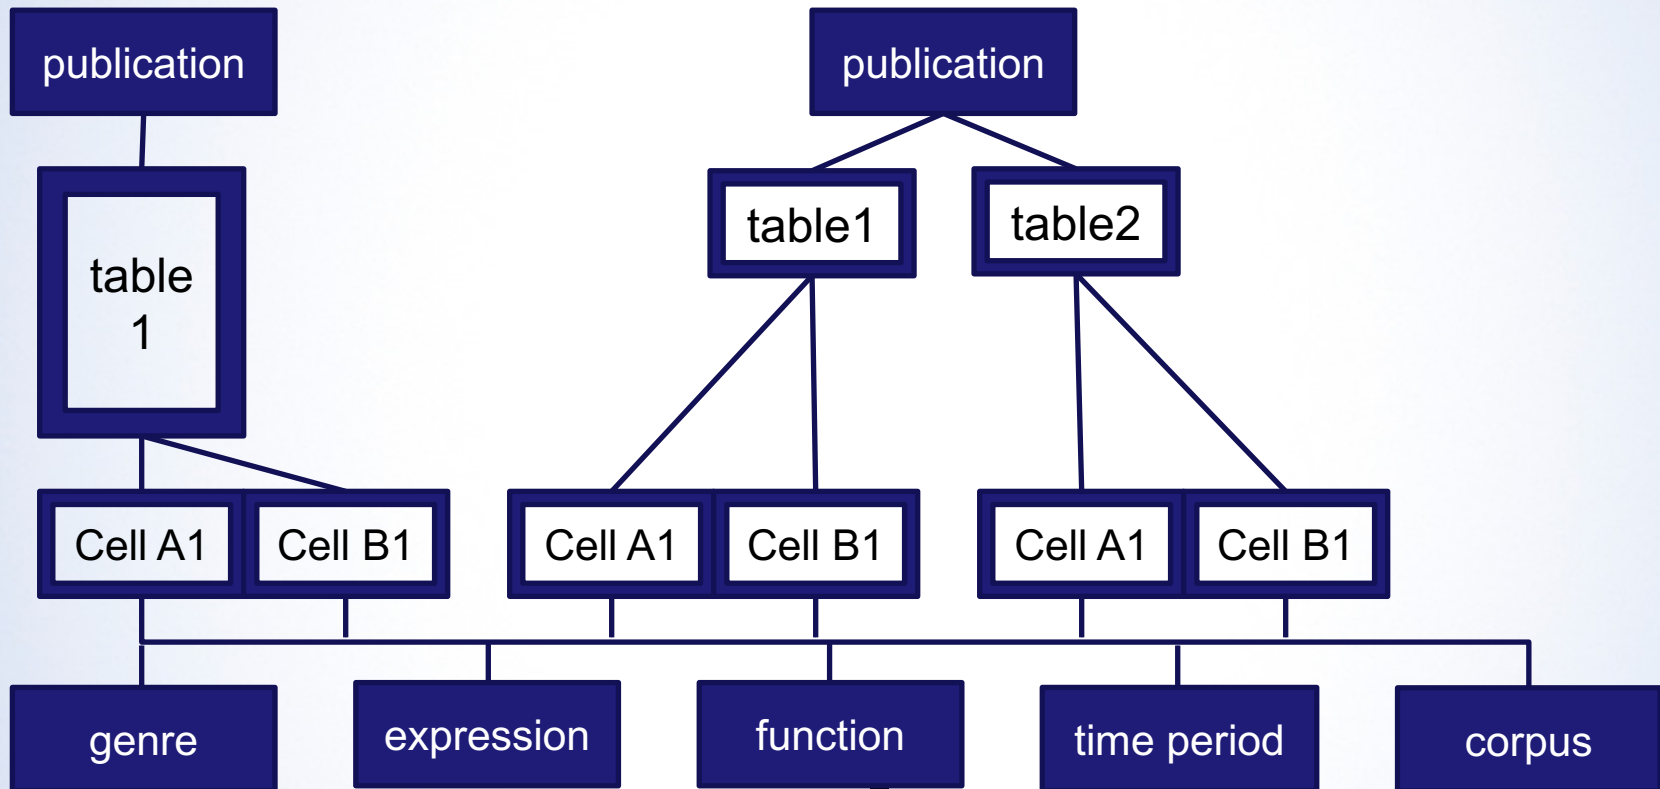 publication
publication
table
1
table1
table2
Cell A1
Cell B1
Cell A1
Cell B1
Cell A1
Cell B1
genre
expression
function
time period
corpus